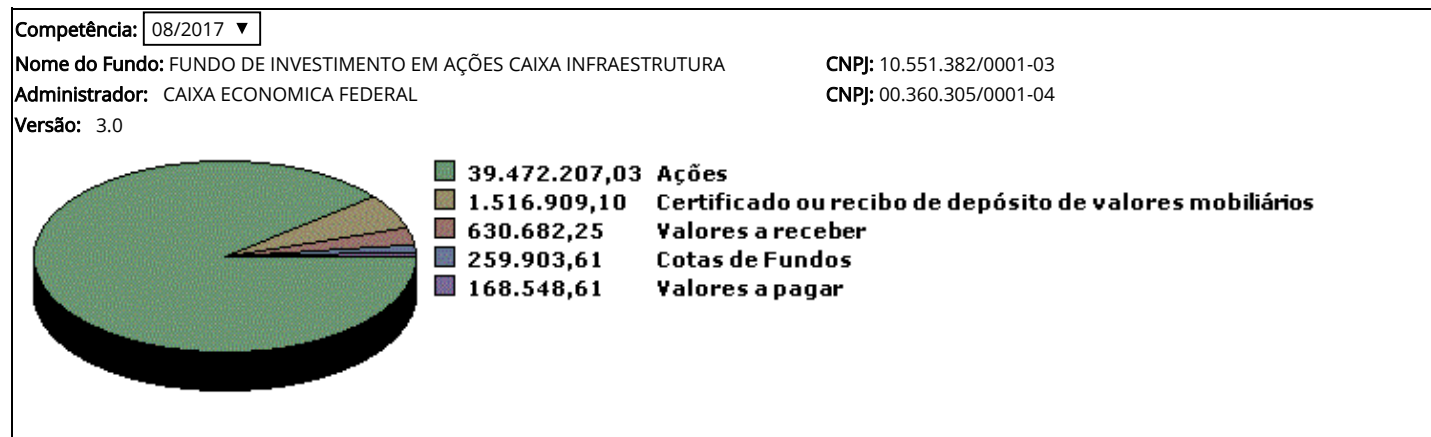 Competência: 08/2017 ▼
Nome do Fundo: FUNDO DE INVESTIMENTO EM AÇÕES CAIXA INFRAESTRUTURA CNPJ: 10.551.382/0001-03
Administrador: CAIXA ECONOMICA FEDERAL CNPJ: 00.360.305/0001-04
Versão: 3.0
39.472.207,03 Ações
1.516.909,10 Certificado ou recibo de depósito de valores mobiliários
630.682,25 Valores a receber
259.903,61 Cotas de Fundos
168.548,61 Valores a pagar